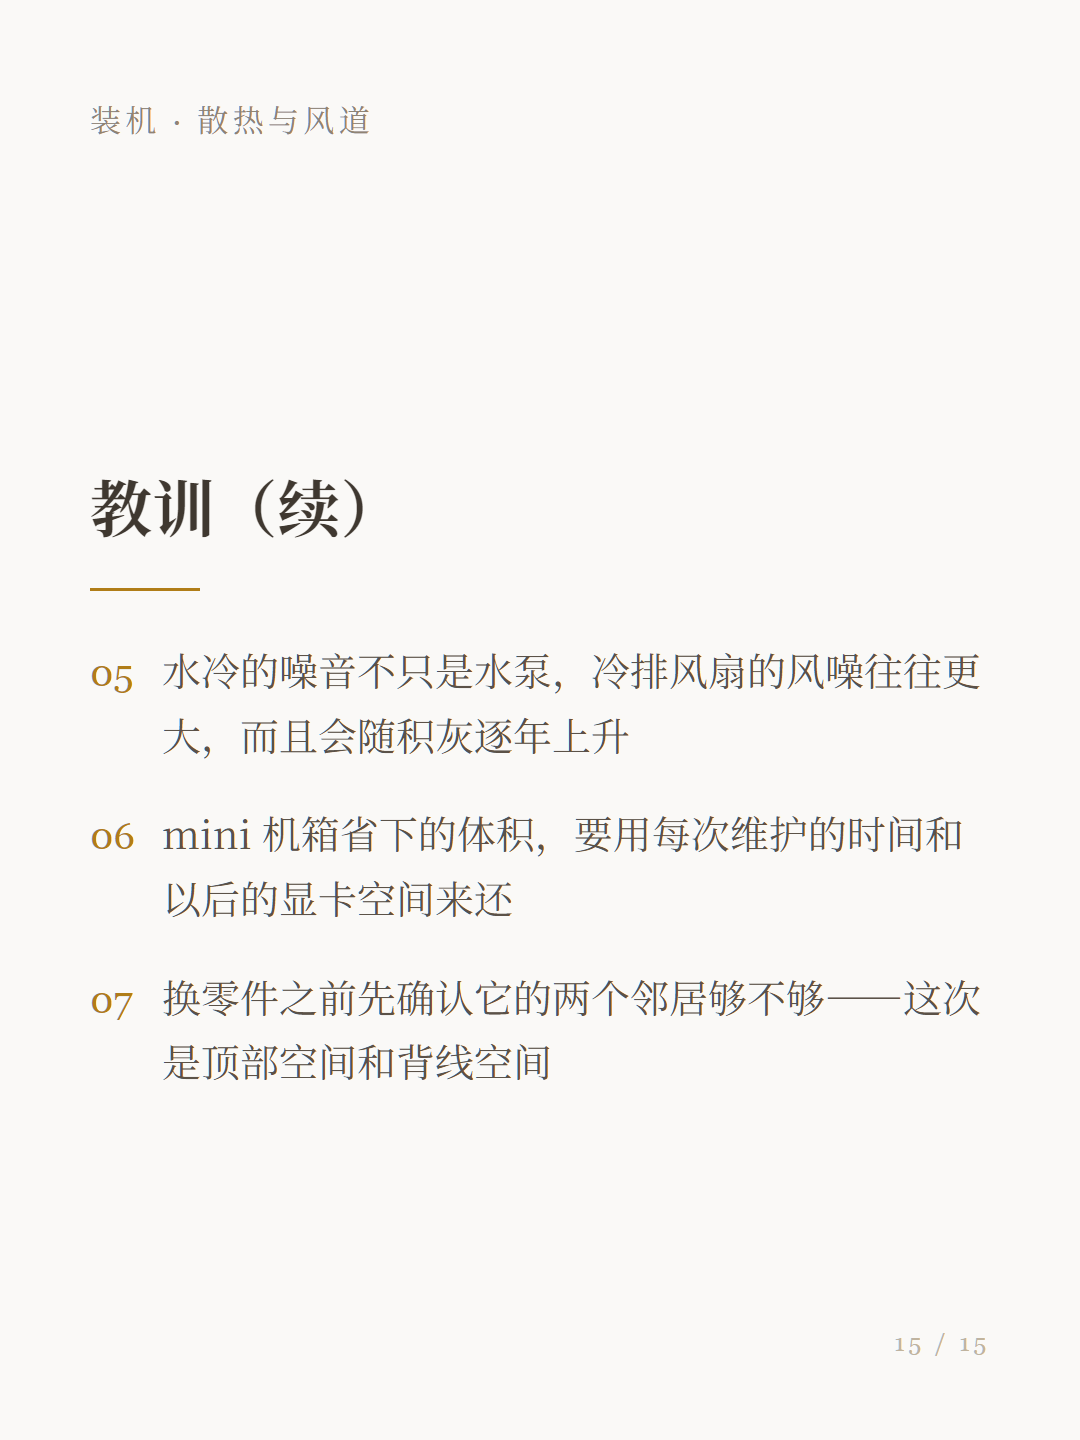 装机 · 散热与风道
教训（续）
05 水冷的噪音不只是水泵，冷排风扇的风噪往往更
大，而且会随积灰逐年上升
06 mini 机箱省下的体积，要用每次维护的时间和
以后的显卡空间来还
07 换零件之前先确认它的两个邻居够不够——这次
是顶部空间和背线空间
15 / 15